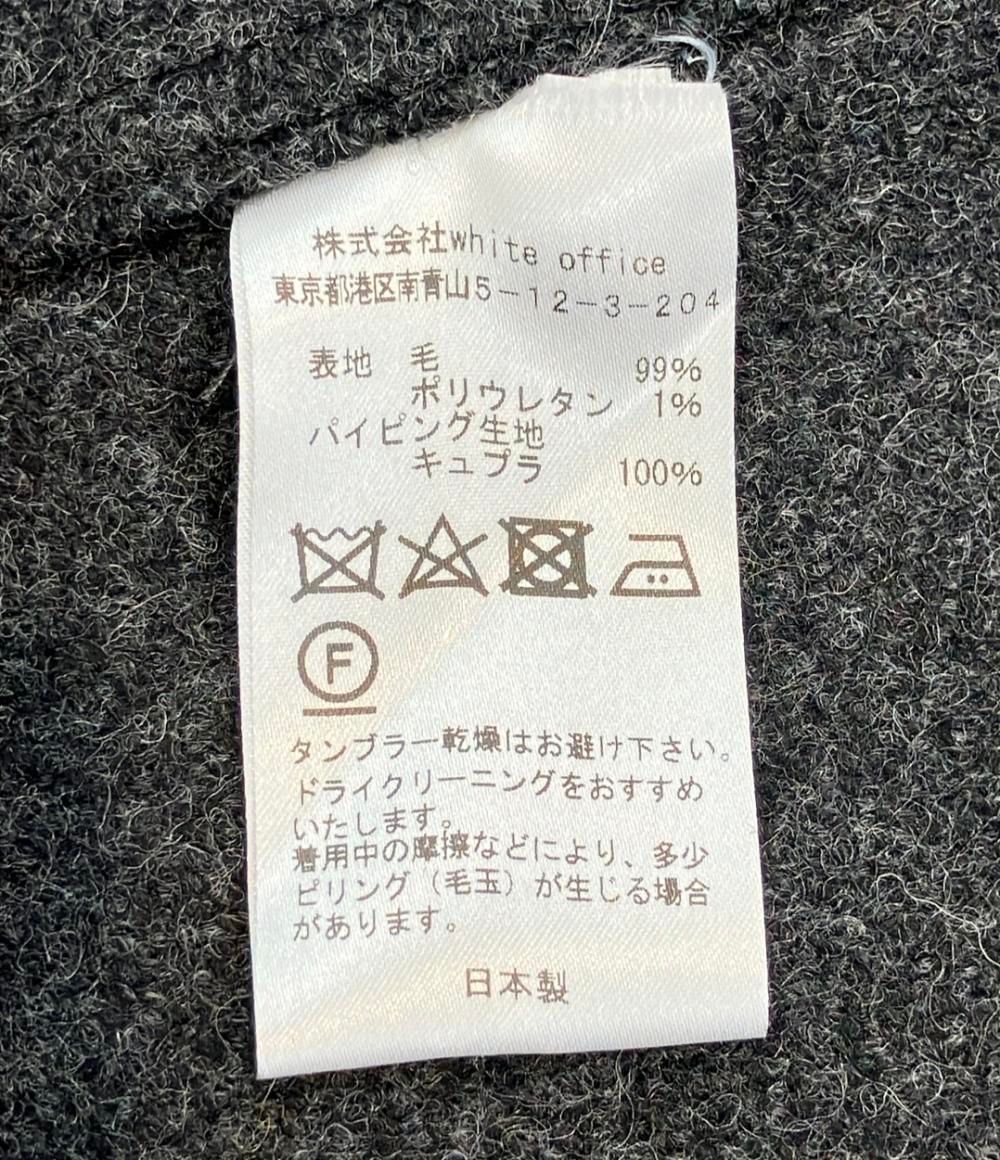 株式会社white office
東京都港区南青山5-12-3-204
表地 毛 99%
ポリウレタン 1%
パイピング生地
キュプラ 100%
F
タンブラー乾燥はお避け下さい。
ドライクリーニングをおすすめ
いたします。
着用中の摩擦などにより、多少
ピリング（毛玉）が生じる場合
があります。
日本製